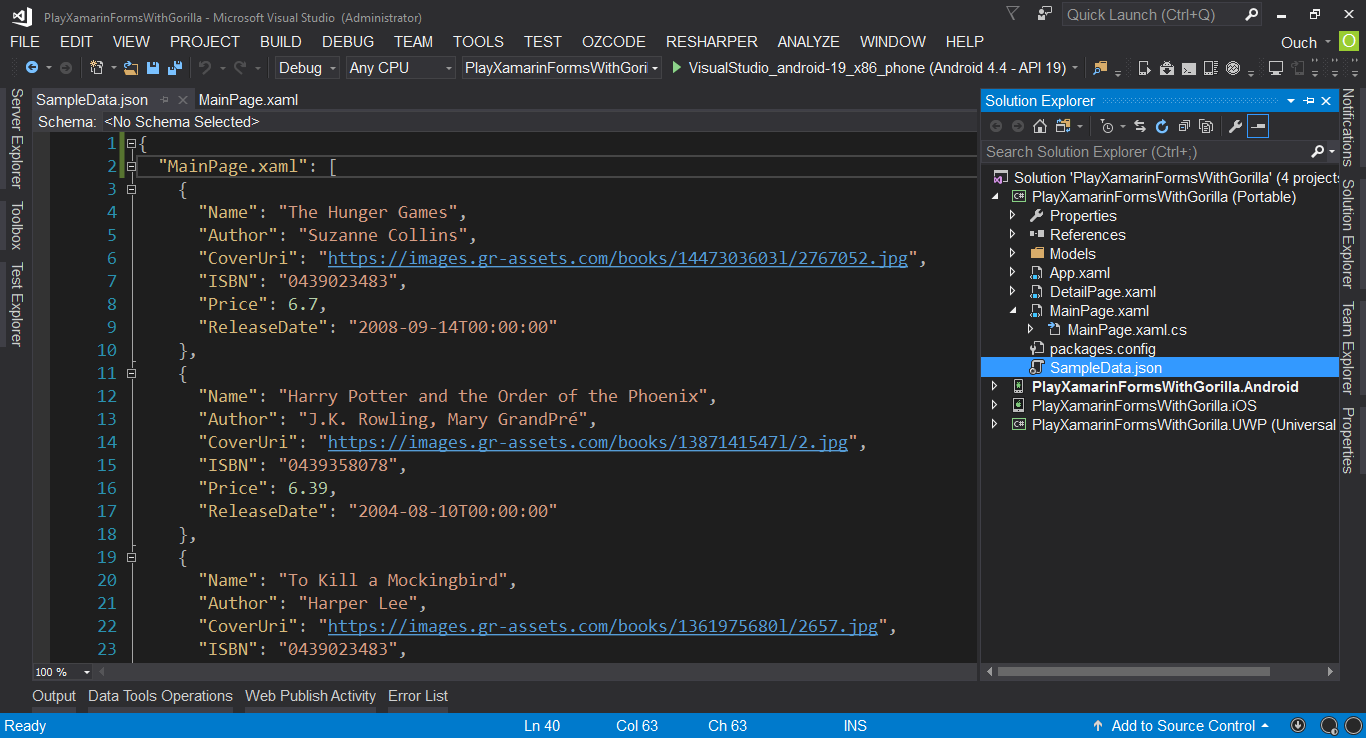 PlayXamarinFormsWithGorilla - Microsoft Visual Studio (Administrator)
Quick Launch (Ctrl+Q)
FILE EDIT VIEW PROJECT BUILD DEBUG TEAM TOOLS TEST OZCODE RESHARPER ANALYZE WINDOW HELP
Ouch O
Debug Any CPU PlayXamarinFormsWithGoril VisualStudio_android-19_x86_phone (Android 4.4 - API 19)
Server Explorer
Toolbox
Test Explorer
SampleData.json MainPage.xaml
Schema: <No Schema Selected>
1 {
2 "MainPage.xaml": [
3 {
4 "Name": "The Hunger Games",
5 "Author": "Suzanne Collins",
6 "CoverUri": "https://images.gr-assets.com/books/1447303603l/2767052.jpg",
7 "ISBN": "0439023483",
8 "Price": 6.7,
9 "ReleaseDate": "2008-09-14T00:00:00"
10 },
11 {
12 "Name": "Harry Potter and the Order of the Phoenix",
13 "Author": "J.K. Rowling, Mary GrandPré",
14 "CoverUri": "https://images.gr-assets.com/books/1387141547l/2.jpg",
15 "ISBN": "0439358078",
16 "Price": 6.39,
17 "ReleaseDate": "2004-08-10T00:00:00"
18 },
19 {
20 "Name": "To Kill a Mockingbird",
21 "Author": "Harper Lee",
22 "CoverUri": "https://images.gr-assets.com/books/1361975680l/2657.jpg",
23 "ISBN": "0439023483",
100 %
Solution Explorer
Search Solution Explorer (Ctrl+;)
Solution 'PlayXamarinFormsWithGorilla' (4 projects
C# PlayXamarinFormsWithGorilla (Portable)
Properties
References
Models
App.xaml
DetailPage.xaml
MainPage.xaml
MainPage.xaml.cs
packages.config
SampleData.json
PlayXamarinFormsWithGorilla.Android
PlayXamarinFormsWithGorilla.iOS
C# PlayXamarinFormsWithGorilla.UWP (Universal
Notifications
Solution Explorer
Team Explorer
Properties
Output Data Tools Operations Web Publish Activity Error List
Ready Ln 40 Col 63 Ch 63 INS Add to Source Control